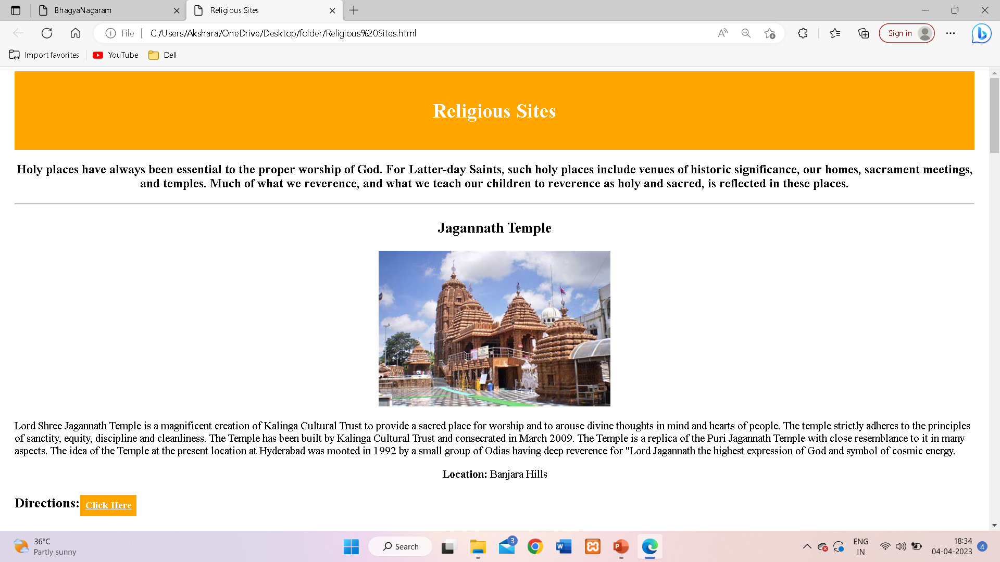 BhagyaNagaram
Religious Sites
File
C:/Users/Akshara/OneDrive/Desktop/folder/Religious%20Sites.html
A
Sign in
Import favorites
YouTube
Dell
Religious Sites
Holy places have always been essential to the proper worship of God. For Latter-day Saints, such holy places include venues of historic significance, our homes, sacrament meetings,
and temples. Much of what we reverence, and what we teach our children to reverence as holy and sacred, is reflected in these places.
Jagannath Temple
Lord Shree Jagannath Temple is a magnificent creation of Kalinga Cultural Trust to provide a sacred place for worship and to arouse divine thoughts in mind and hearts of people. The temple strictly adheres to the principles
of sanctity, equity, discipline and cleanliness. The Temple has been built by Kalinga Cultural Trust and consecrated in March 2009. The Temple is a replica of the Puri Jagannath Temple with close resemblance to it in many
aspects. The idea of the Temple at the present location at Hyderabad was mooted in 1992 by a small group of Odias having deep reverence for "Lord Jagannath the highest expression of God and symbol of cosmic energy.
Location: Banjara Hills
Directions: Click Here
36°C
Partly sunny
Search
3
W
P
ENG
IN
18:34
04-04-2023
4